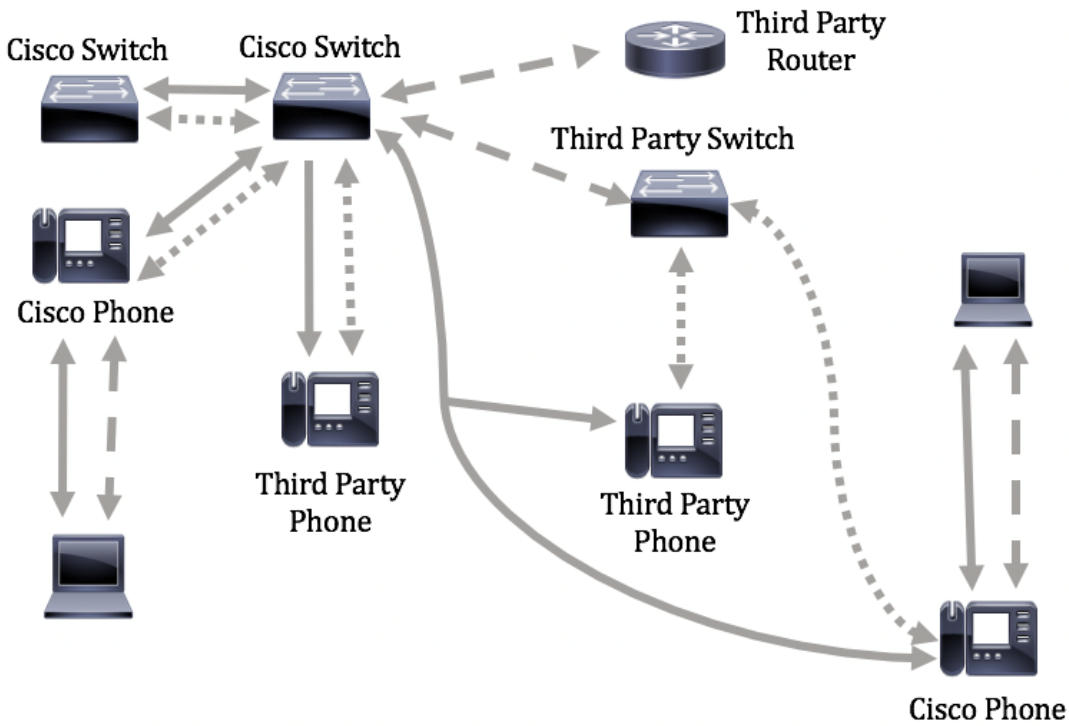 Cisco Switch
Cisco Switch
Third Party
Router
Third Party Switch
Cisco Phone
Third Party
Phone
Third Party
Phone
Cisco Phone